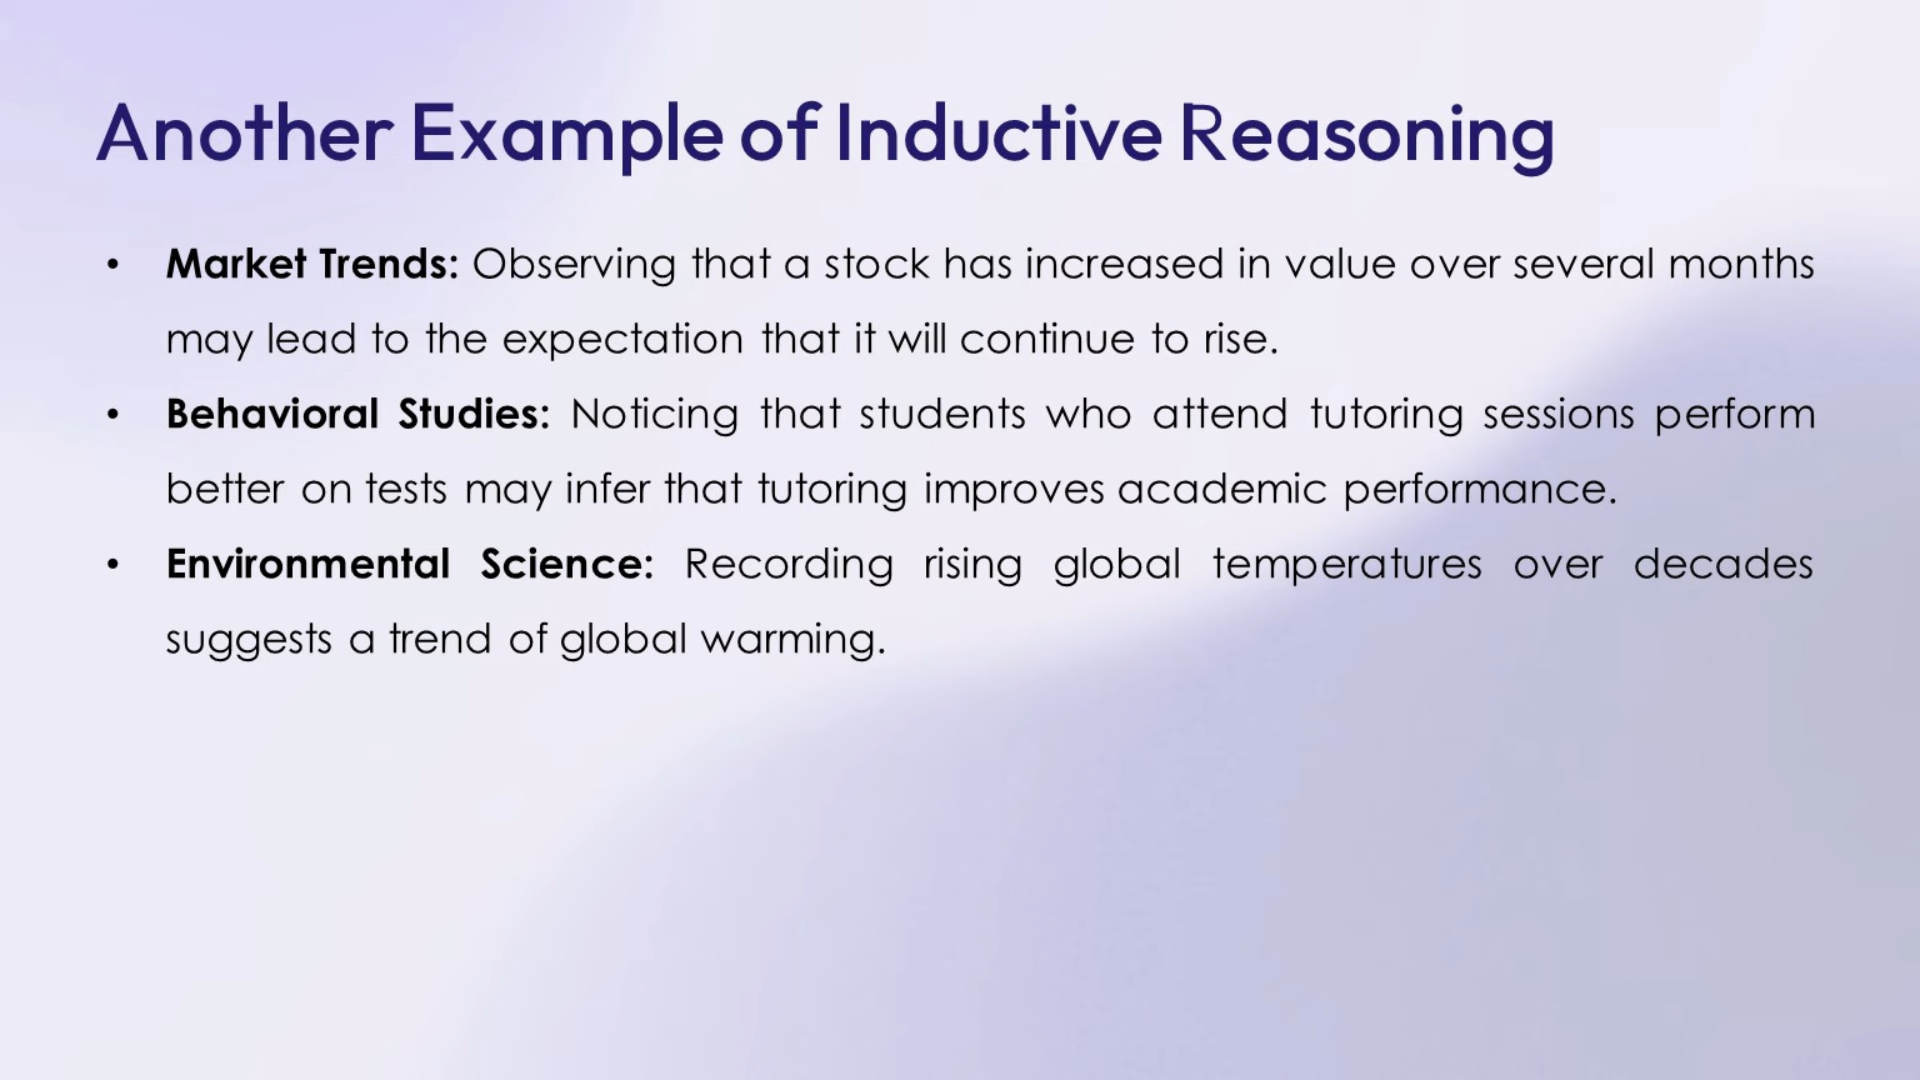 Another Example of Inductive Reasoning
• Market Trends: Observing that a stock has increased in value over several months
may lead to the expectation that it will continue to rise.
• Behavioral Studies: Noticing that students who attend tutoring sessions perform
better on tests may infer that tutoring improves academic performance.
• Environmental Science: Recording rising global temperatures over decades
suggests a trend of global warming.